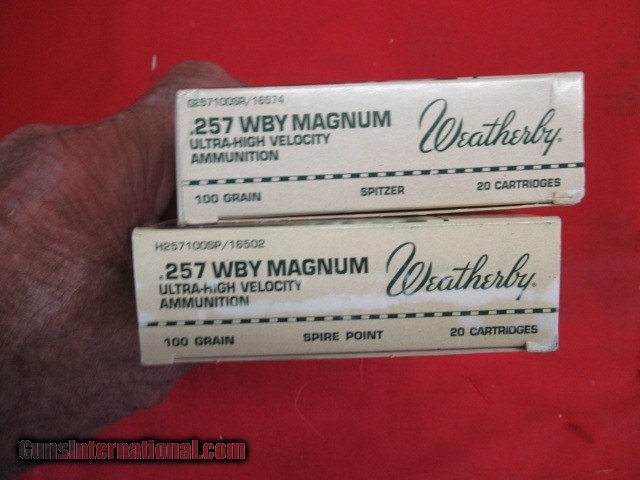 G257100SR/16574
.257 WBY MAGNUM
ULTRA-HIGH VELOCITY
AMMUNITION
Weatherby®
100 GRAIN SPITZER 20 CARTRIDGES
H257100SP/16502
.257 WBY MAGNUM
ULTRA-HIGH VELOCITY
AMMUNITION
Weatherby®
100 GRAIN SPIRE POINT 20 CARTRIDGES
GunsInternational.com